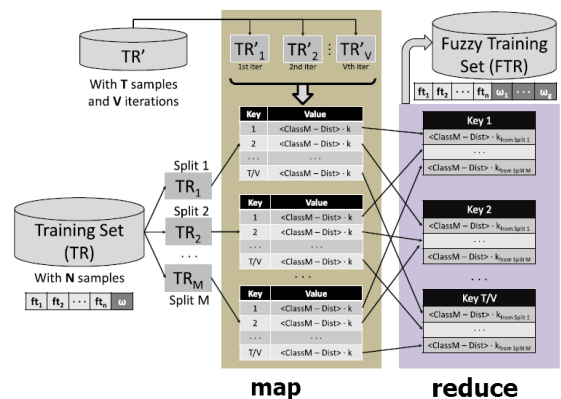 TR'
With T samples
and V iterations
TR'1
TR'2
⋮
TR'V
1st iter
2nd iter
Vth iter
Fuzzy Training
Set (FTR)
ft1 ft2 ··· ftn ω1 ··· ωg
Key Value
1 <ClassM – Dist> · k
2 <ClassM – Dist> · k
··· ···
T/V <ClassM – Dist> · k
Key Value
1 <ClassM – Dist> · k
2 <ClassM – Dist> · k
··· ···
T/V <ClassM – Dist> · k
···
Key Value
1 <ClassM – Dist> · k
2 <ClassM – Dist> · k
··· ···
T/V <ClassM – Dist> · k
Split 1
TR1
Split 2
TR2
···
TRM
Split M
Training Set
(TR)
With N samples
ft1 ft2 ··· ftn ω
Key 1
<ClassM – Dist> · kfrom Split 1
···
<ClassM – Dist> · kfrom Split M
Key 2
<ClassM – Dist> · kfrom Split 1
···
<ClassM – Dist> · kfrom Split M
···
Key T/V
<ClassM – Dist> · kfrom Split 1
···
<ClassM – Dist> · kfrom Split M
map
reduce